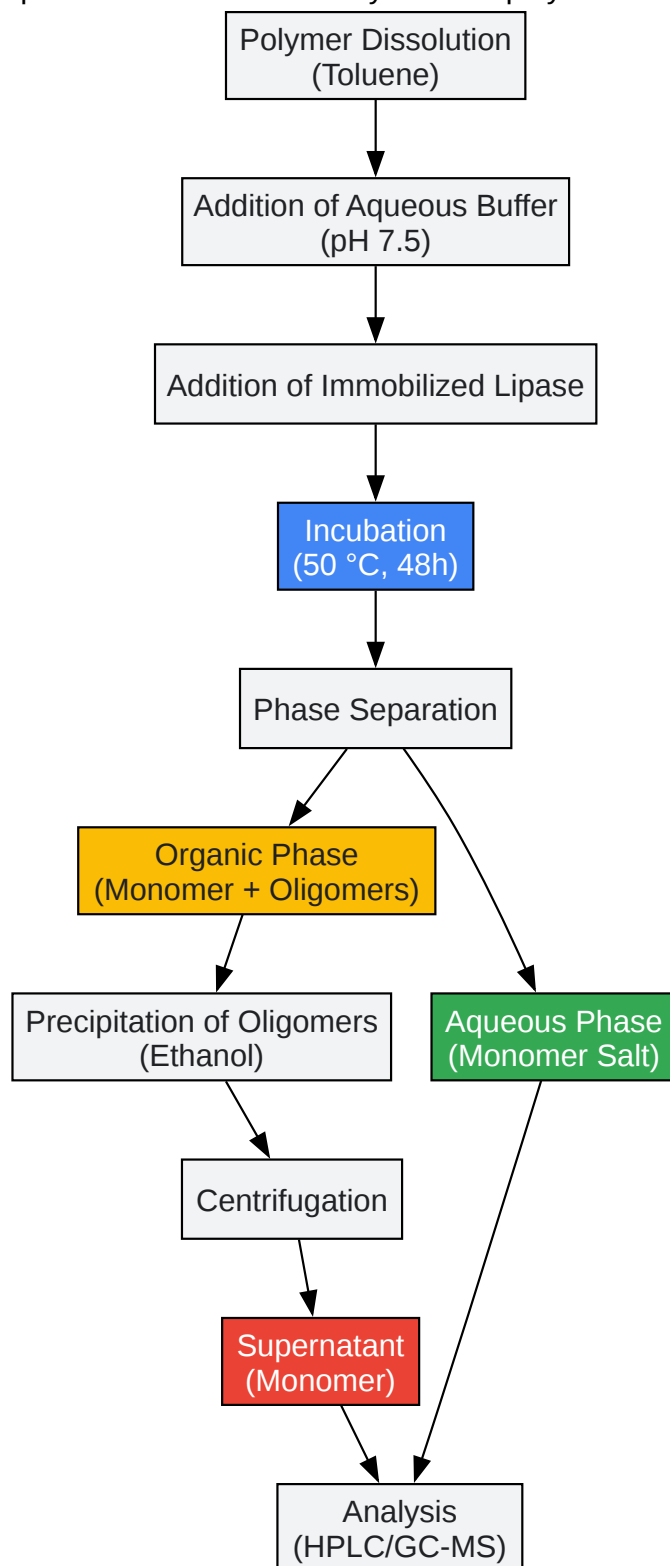 Polymer Dissolution
(Toluene)
Addition of Aqueous Buffer
(pH 7.5)
Addition of Immobilized Lipase
Incubation
(50 °C, 48h)
Phase Separation
Organic Phase
(Monomer + Oligomers)
Precipitation of Oligomers
(Ethanol)
Aqueous Phase
(Monomer Salt)
Centrifugation
Supernatant
(Monomer)
Analysis
(HPLC/GC-MS)